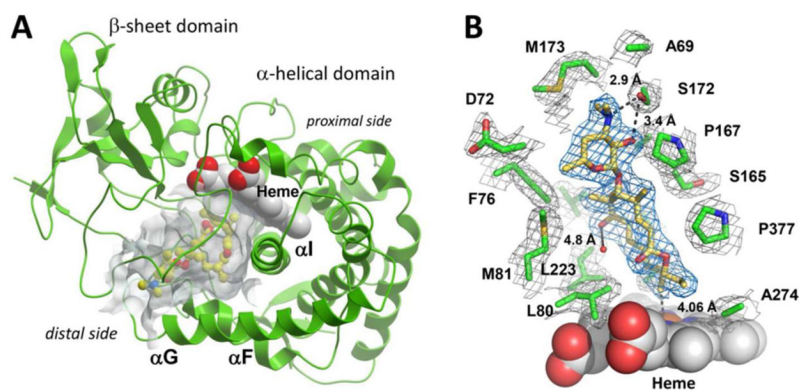 A
β-sheet domain
α-helical domain
proximal side
Heme
αI
distal side
αG
αF
B
M173
A69
2.9 Å
S172
D72
3.4 Å
P167
F76
S165
P377
4.8 Å
M81
L223
L80
4.06 Å
A274
Heme